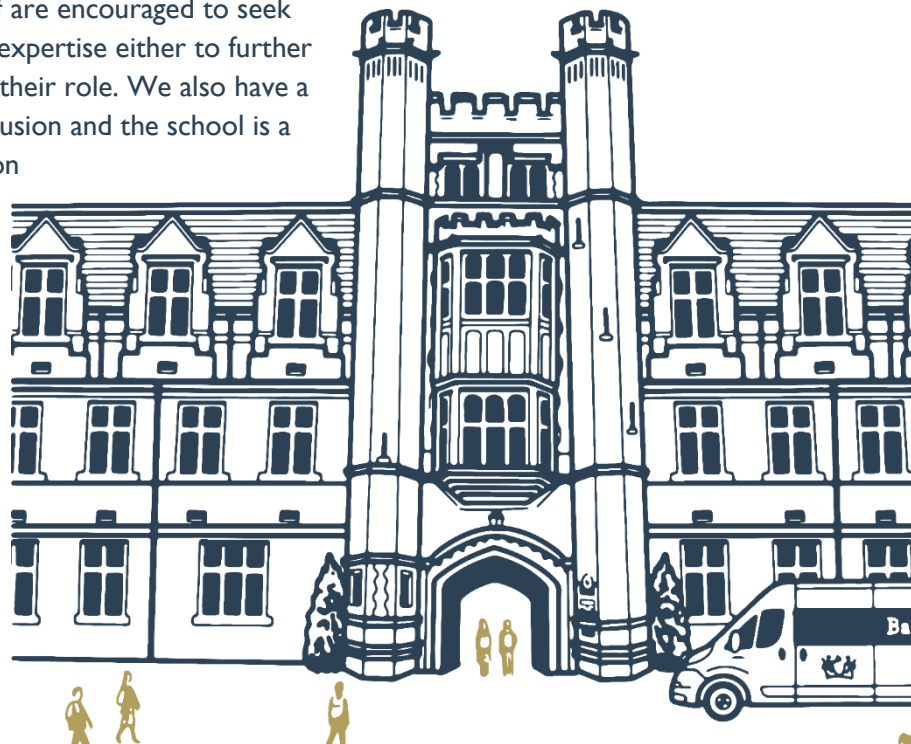 are encouraged to seek
expertise either to further
their role. We also have a
usion and the school is a
on
Ba